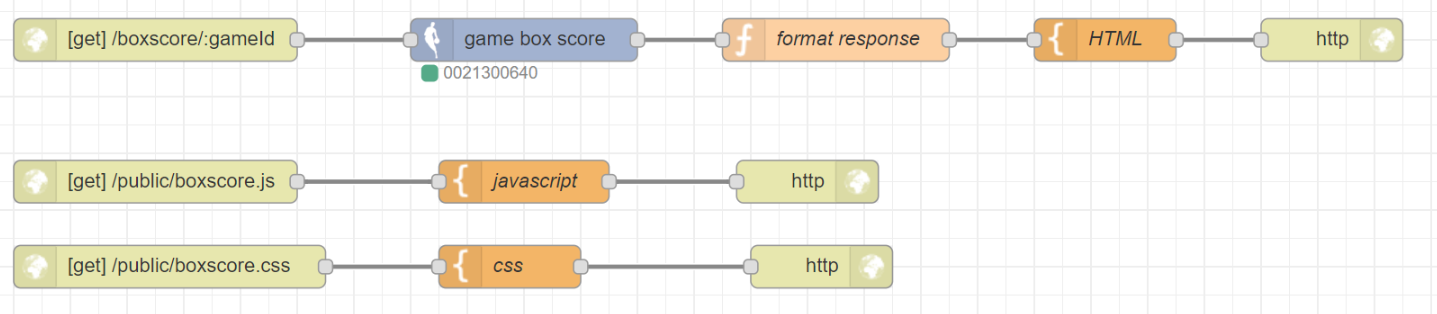 [get] /boxscore/:gameId game box score format response HTML http
0021300640
[get] /public/boxscore.js javascript http
[get] /public/boxscore.css css http